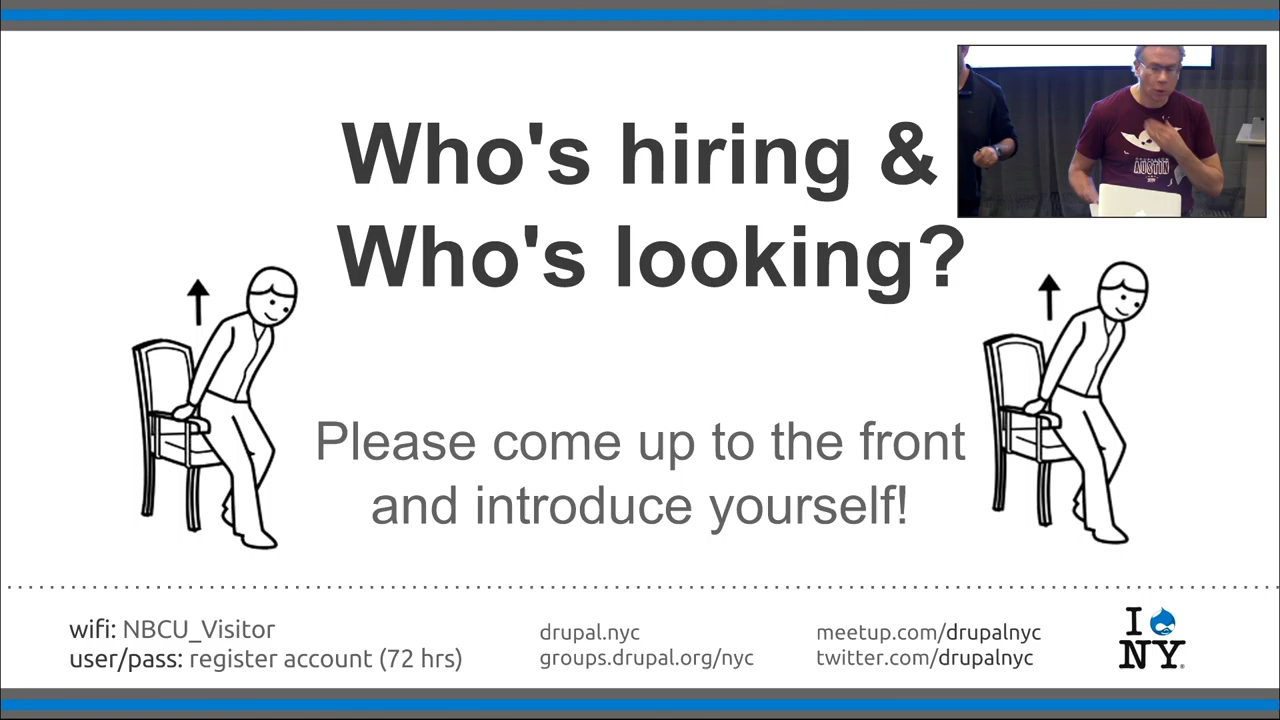 Who's hiring &
Who's looking?
Please come up to the front
and introduce yourself!
wifi: NBCU_Visitor
user/pass: register account (72 hrs)
drupal.nyc
groups.drupal.org/nyc
meetup.com/drupalnyc
twitter.com/drupalnyc
I
NY
AUSTIN